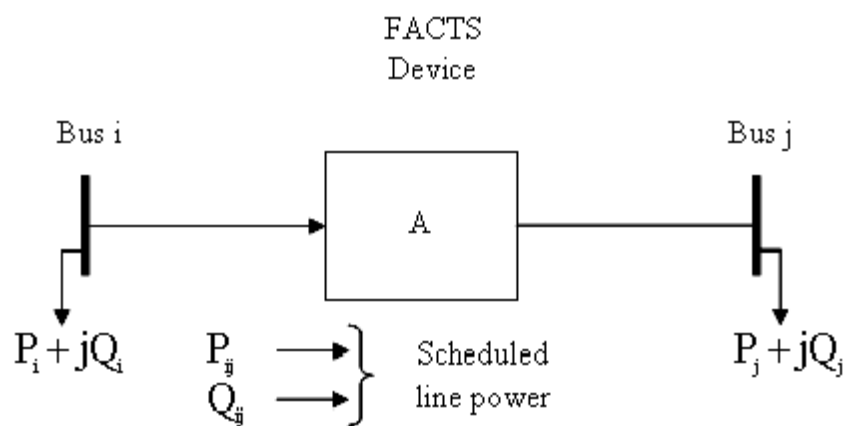 FACTS
Device
Bus i
Bus j
A
P_i + jQ_i
P_ij
Q_ij
Scheduled
line power
P_j + jQ_j